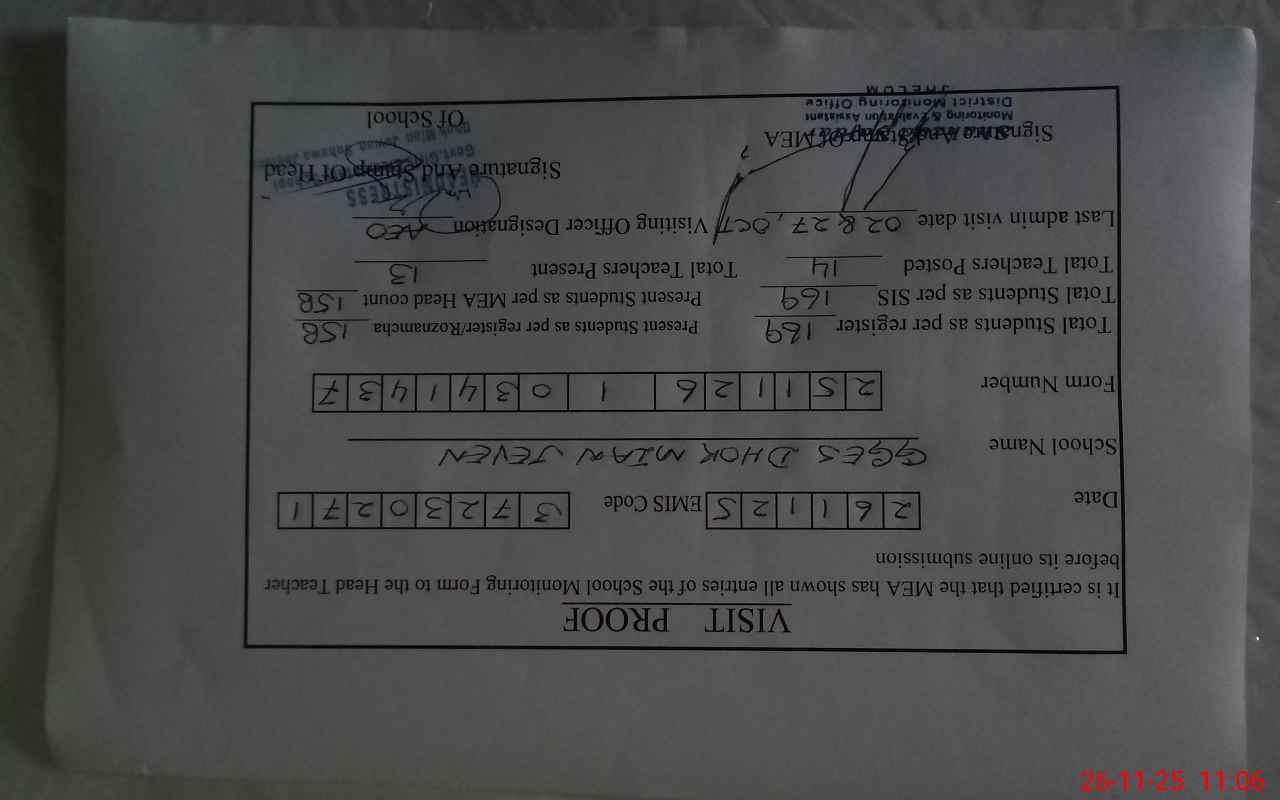 VISIT PROOF
It is certified that the MEA has shown all entries of the School Monitoring Form to the Head Teacher
before its online submission
Date 2 6 1 1 2 5 EMIS Code 3 7 2 3 0 2 7 1
School Name GGES DHOK MIAN JEVEN
Form Number 2 5 1 1 2 6 1 0 3 4 1 4 3 7
Total Students as per register 169 Present Students as per register/Roznamcha 158
Total Students as per SIS 169 Present Students as per MEA Head count 158
Total Teachers Posted 14 Total Teachers Present 13
Last admin visit date 02 & 27, OCT Visiting Officer Designation AEO
Signature And Stamp Of MEA Signature And Stamp Of Head
Of School
HEADMISTRESS
Monitoring & Evaluation Assistant
District Monitoring Office
JHELUM
26-11-25 11:06